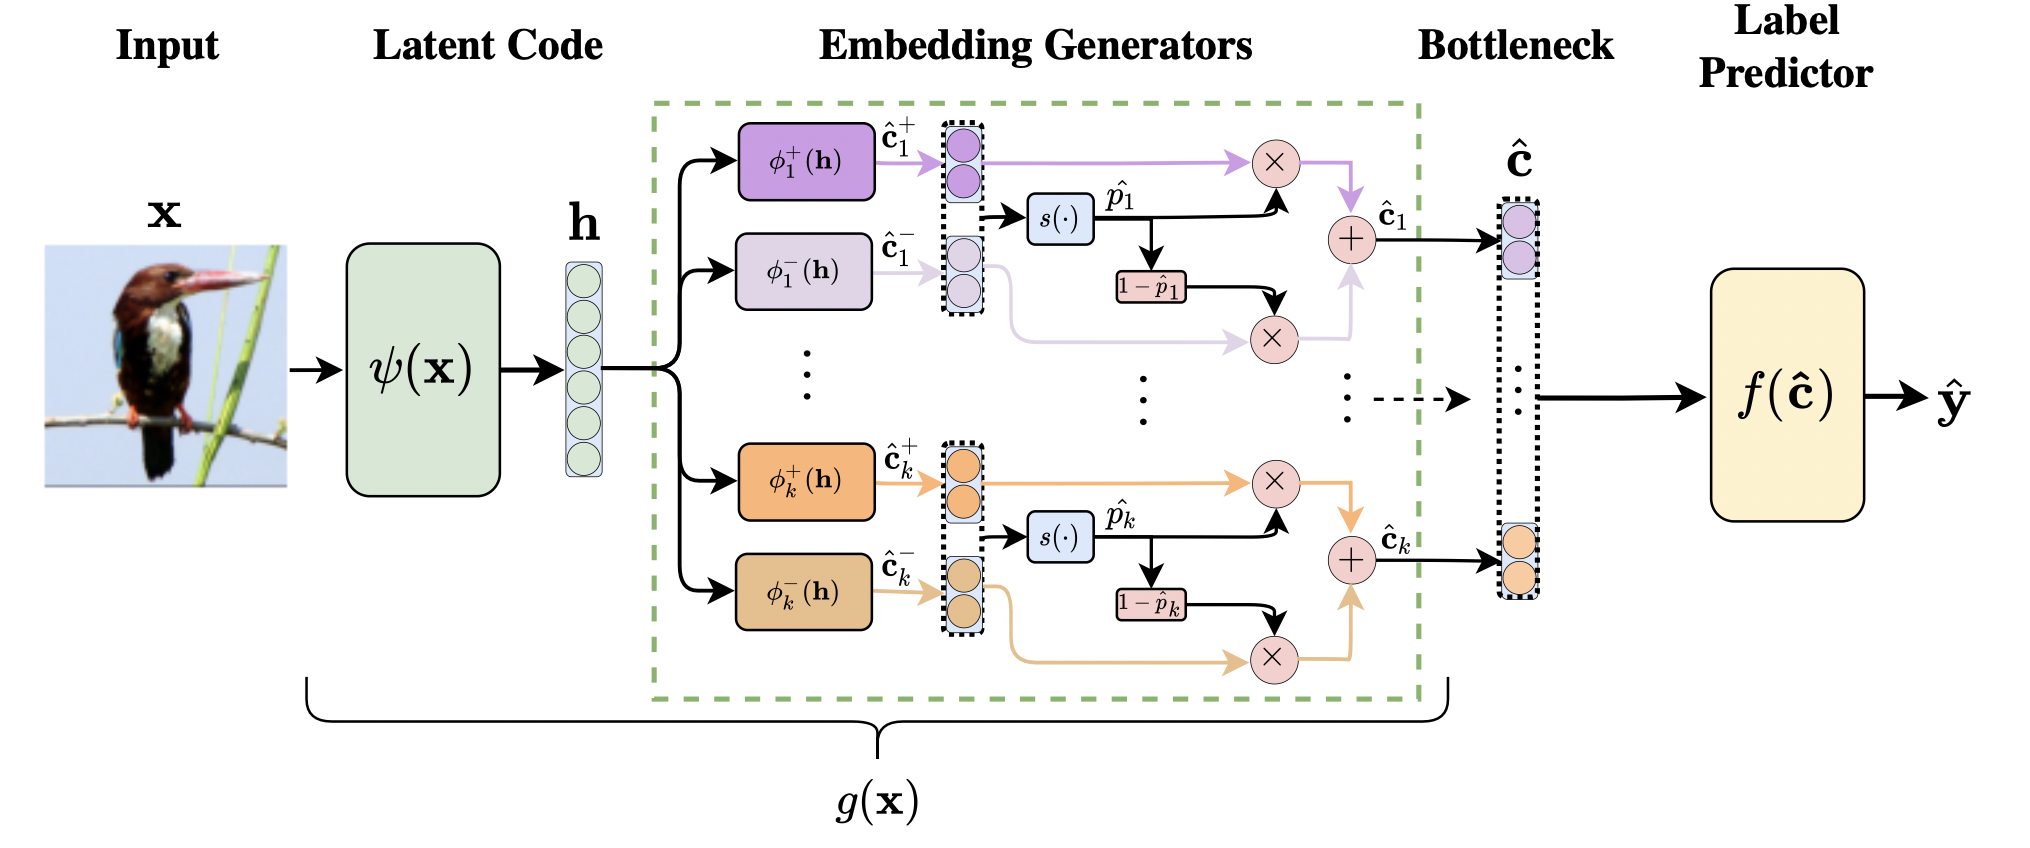 Input
Latent Code
Embedding Generators
Bottleneck
Label
Predictor
x
ψ(x)
h
ϕ₁⁺(h)
ĉ₁⁺
ϕ₁⁻(h)
ĉ₁⁻
s(·)
p̂₁
1 − p̂₁
×
×
+
ĉ₁
⋮
ϕₖ⁺(h)
ĉₖ⁺
ϕₖ⁻(h)
ĉₖ⁻
s(·)
p̂ₖ
1 − p̂ₖ
×
×
+
ĉₖ
ĉ
f(ĉ)
ŷ
g(x)